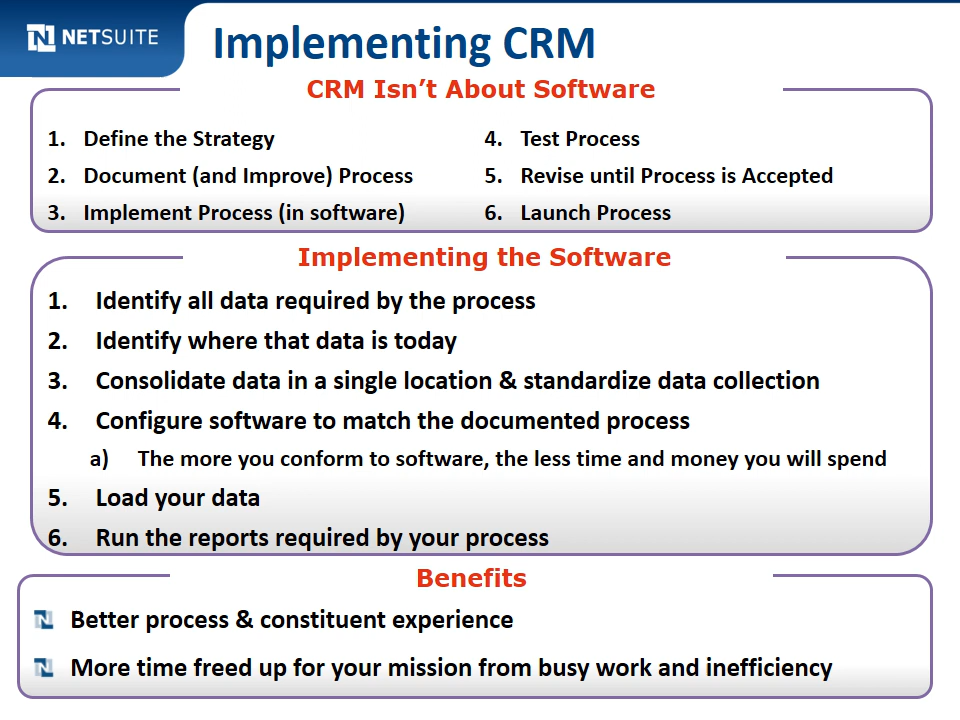 NETSUITE
Implementing CRM
CRM Isn’t About Software
1. Define the Strategy
2. Document (and Improve) Process
3. Implement Process (in software)
4. Test Process
5. Revise until Process is Accepted
6. Launch Process
Implementing the Software
1. Identify all data required by the process
2. Identify where that data is today
3. Consolidate data in a single location & standardize data collection
4. Configure software to match the documented process
a) The more you conform to software, the less time and money you will spend
5. Load your data
6. Run the reports required by your process
Benefits
Better process & constituent experience
More time freed up for your mission from busy work and inefficiency